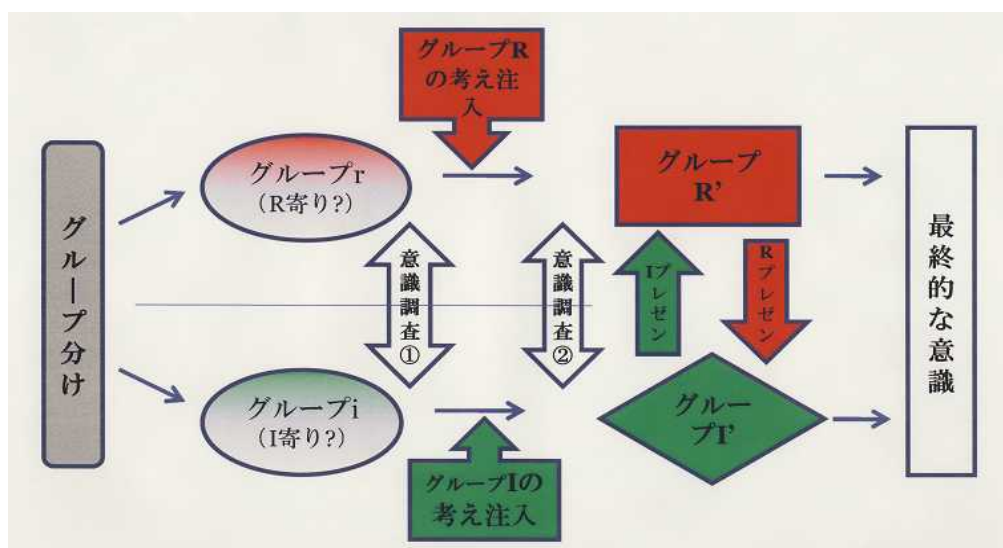 グループ分け
グループr
(R寄り?)
グループi
(I寄り?)
グループR
の考え注
入
グループIの
考え注入
意識調査①
意識調査②
グループ
R’
Iプレゼン
Rプレゼン
グルー
プI’
最終的な意識